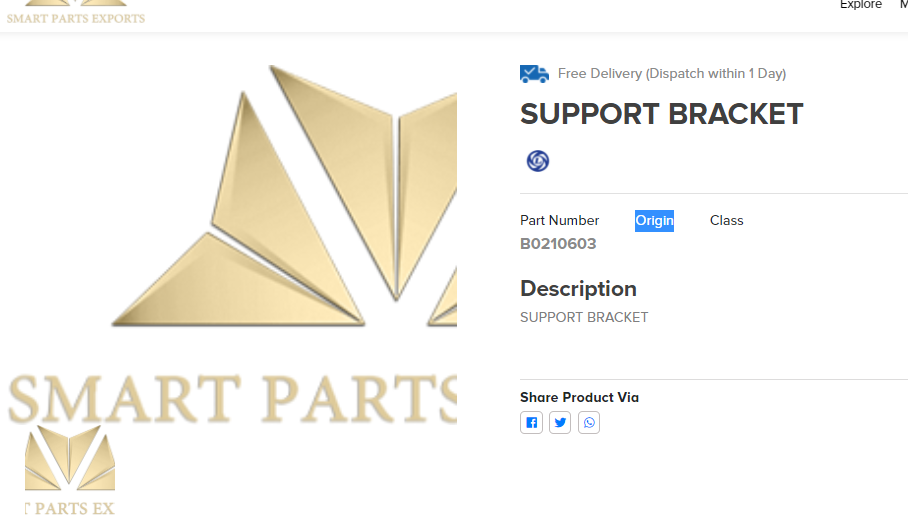 SMART PARTS EXPORTS
Explore
Free Delivery (Dispatch within 1 Day)
SUPPORT BRACKET
Part Number Origin Class
B0210603
Description
SUPPORT BRACKET
Share Product Via
SMART PARTS
PARTS EX